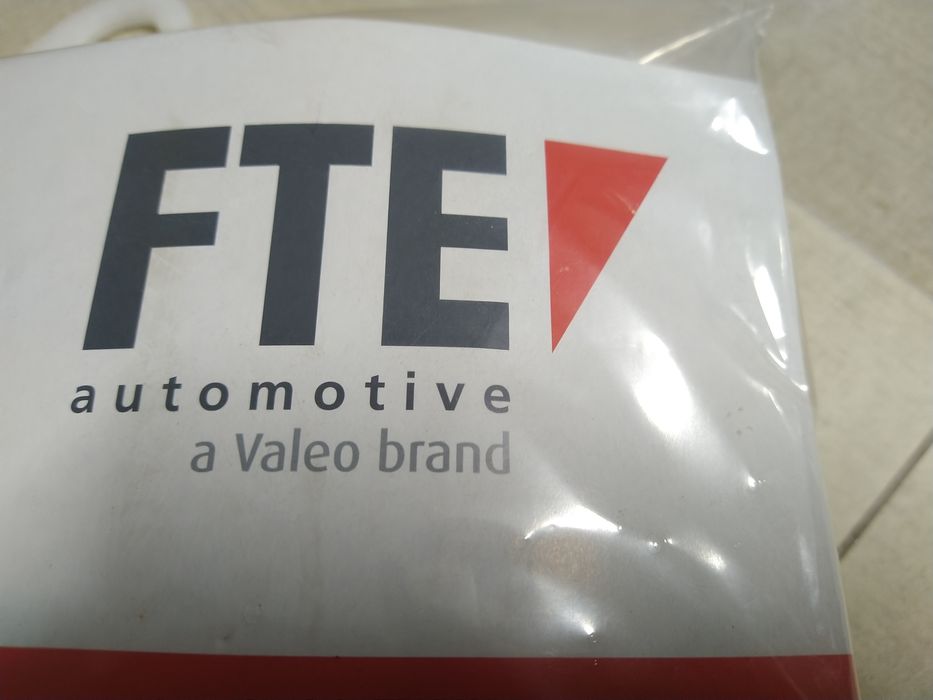 FTE
automotive
a Valeo brand